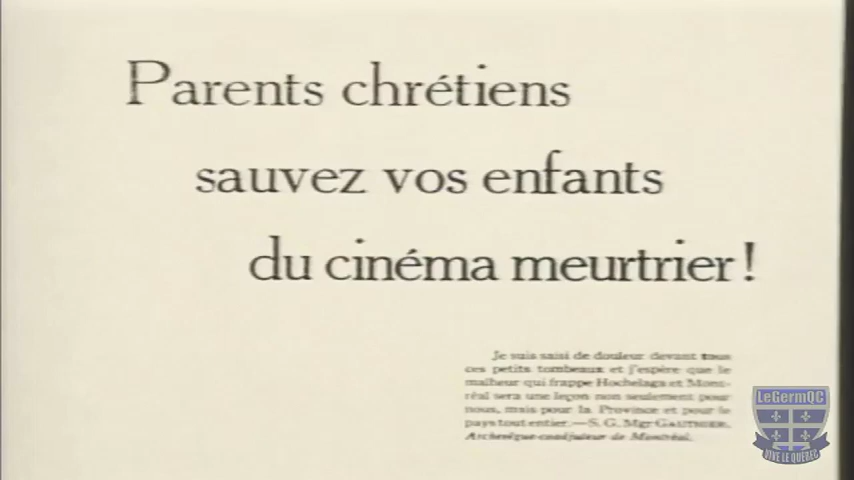 Parents chrétiens
sauvez vos enfants
du cinéma meurtrier !
Je suis saisi de douleur devant tous
ces petits tombeaux et j'espère que le
malheur qui frappe Hochelaga et Mont-
réal sera une leçon non seulement pour
nous, mais pour la Province et pour le
pays tout entier.—S. G. Mgr GAUTHIER,
Archevêque-coadjuteur de Montréal.
LeGermQC
VIVE LE QUÉBEC